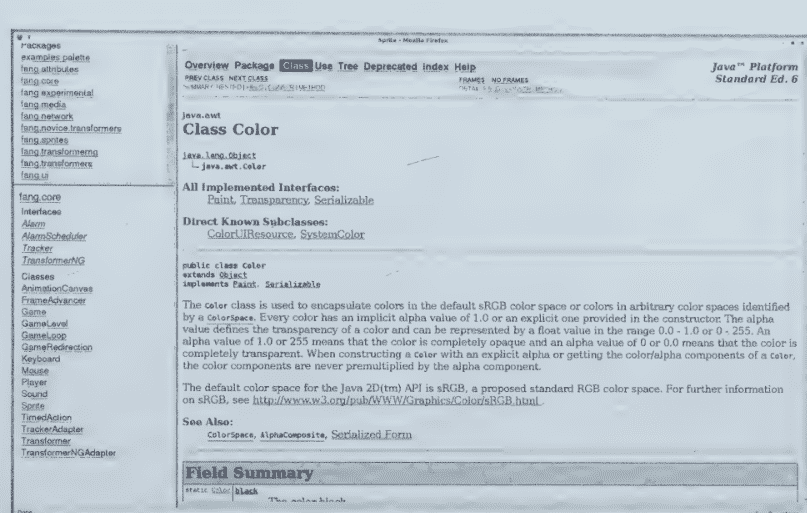 Sprite - Mozilla Firefox
Packages
examples.palette
fang.attributes
fang.core
fang.experimental
fang.media
fang.network
fang.novice.transformers
fang.sprites
fang.transformerng
fang.transformers
fang.ui
fang.core
Interfaces
Alarm
AlarmScheduler
Tracker
TransformerNG
Classes
AnimationCanvas
FrameAdvancer
Game
GameLevel
GameLoop
GameRedirection
Keyboard
Mouse
Player
Sound
Sprite
TimedAction
TrackerAdapter
Transformer
TransformerNGAdapter
Overview Package Class Use Tree Deprecated Index Help
Java™ Platform
Standard Ed. 6
PREV CLASS NEXT CLASS
FRAMES NO FRAMES
java.awt
Class Color
java.lang.Object
java.awt.Color
All Implemented Interfaces:
Paint, Transparency, Serializable
Direct Known Subclasses:
ColorUIResource, SystemColor
public class Color
extends Object
implements Paint, Serializable
The Color class is used to encapsulate colors in the default sRGB color space or colors in arbitrary color spaces identified
by a ColorSpace. Every color has an implicit alpha value of 1.0 or an explicit one provided in the constructor. The alpha
value defines the transparency of a color and can be represented by a float value in the range 0.0 - 1.0 or 0 - 255. An
alpha value of 1.0 or 255 means that the color is completely opaque and an alpha value of 0 or 0.0 means that the color is
completely transparent. When constructing a Color with an explicit alpha or getting the color/alpha components of a Color,
the color components are never premultiplied by the alpha component.
The default color space for the Java 2D(tm) API is sRGB, a proposed standard RGB color space. For further information
on sRGB, see http://www.w3.org/pub/WWW/Graphics/Color/sRGB.html .
See Also:
ColorSpace, AlphaComposite, Serialized Form
Field Summary
static Color black
The color black.